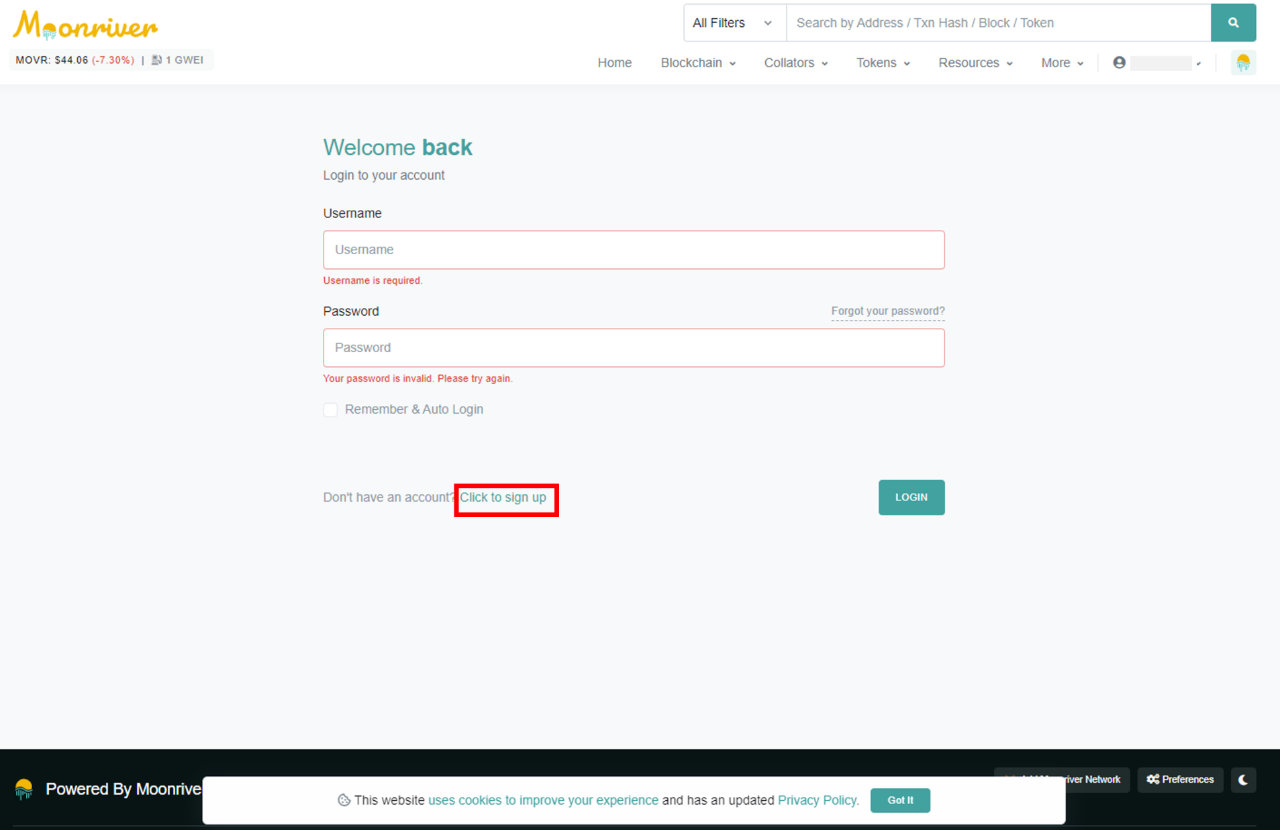 Moonriver
All Filters
Search by Address / Txn Hash / Block / Token
MOVR: $44.06 (-7.30%) | 1 GWEI
Home Blockchain Collators Tokens Resources More
Welcome back
Login to your account
Username
Username
Username is required.
Password Forgot your password?
Password
Your password is invalid. Please try again.
Remember & Auto Login
Don't have an account? Click to sign up LOGIN
Powered By Moonrive
Network Preferences
This website uses cookies to improve your experience and has an updated Privacy Policy. Got It